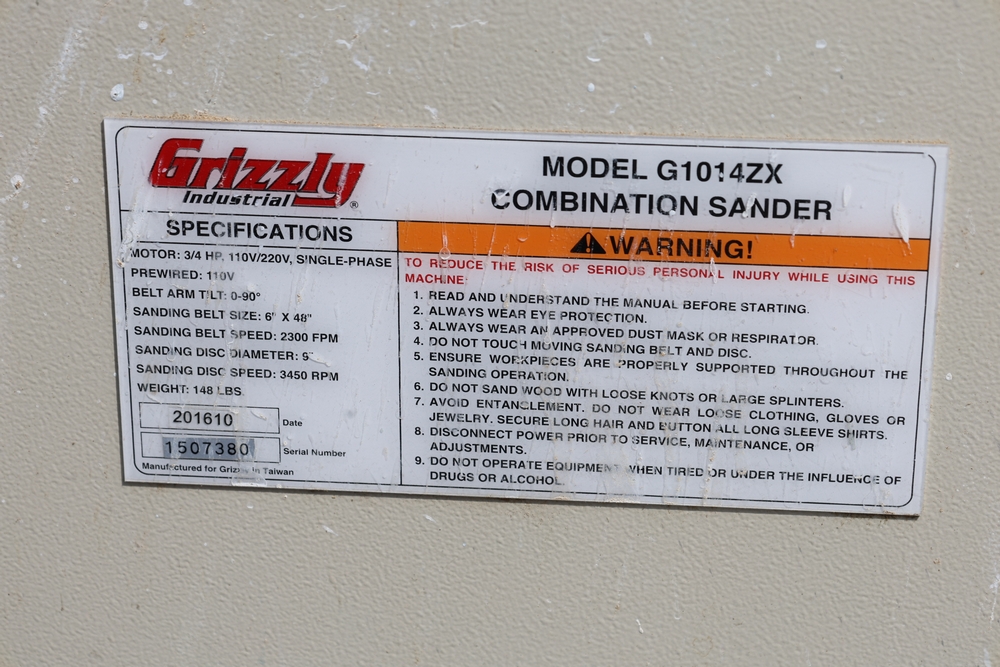 Grizzly
Industrial ®
MODEL G1014ZX
COMBINATION SANDER
SPECIFICATIONS
MOTOR: 3/4 HP, 110V/220V, SINGLE-PHASE
PREWIRED: 110V
BELT ARM TILT: 0-90°
SANDING BELT SIZE: 6" X 48"
SANDING BELT SPEED: 2300 FPM
SANDING DISC DIAMETER: 9"
SANDING DISC SPEED: 3450 RPM
WEIGHT: 148 LBS.
201610 Date
1507380 Serial Number
Manufactured for Grizzly in Taiwan
WARNING!
TO REDUCE THE RISK OF SERIOUS PERSONAL INJURY WHILE USING THIS
MACHINE:
1. READ AND UNDERSTAND THE MANUAL BEFORE STARTING.
2. ALWAYS WEAR EYE PROTECTION.
3. ALWAYS WEAR AN APPROVED DUST MASK OR RESPIRATOR.
4. DO NOT TOUCH MOVING SANDING BELT AND DISC.
5. ENSURE WORKPIECES ARE PROPERLY SUPPORTED THROUGHOUT THE
SANDING OPERATION.
6. DO NOT SAND WOOD WITH LOOSE KNOTS OR LARGE SPLINTERS.
7. AVOID ENTANGLEMENT. DO NOT WEAR LOOSE CLOTHING, GLOVES OR
JEWELRY. SECURE LONG HAIR AND BUTTON ALL LONG SLEEVE SHIRTS.
8. DISCONNECT POWER PRIOR TO SERVICE, MAINTENANCE, OR
ADJUSTMENTS.
9. DO NOT OPERATE EQUIPMENT WHEN TIRED OR UNDER THE INFLUENCE OF
DRUGS OR ALCOHOL.